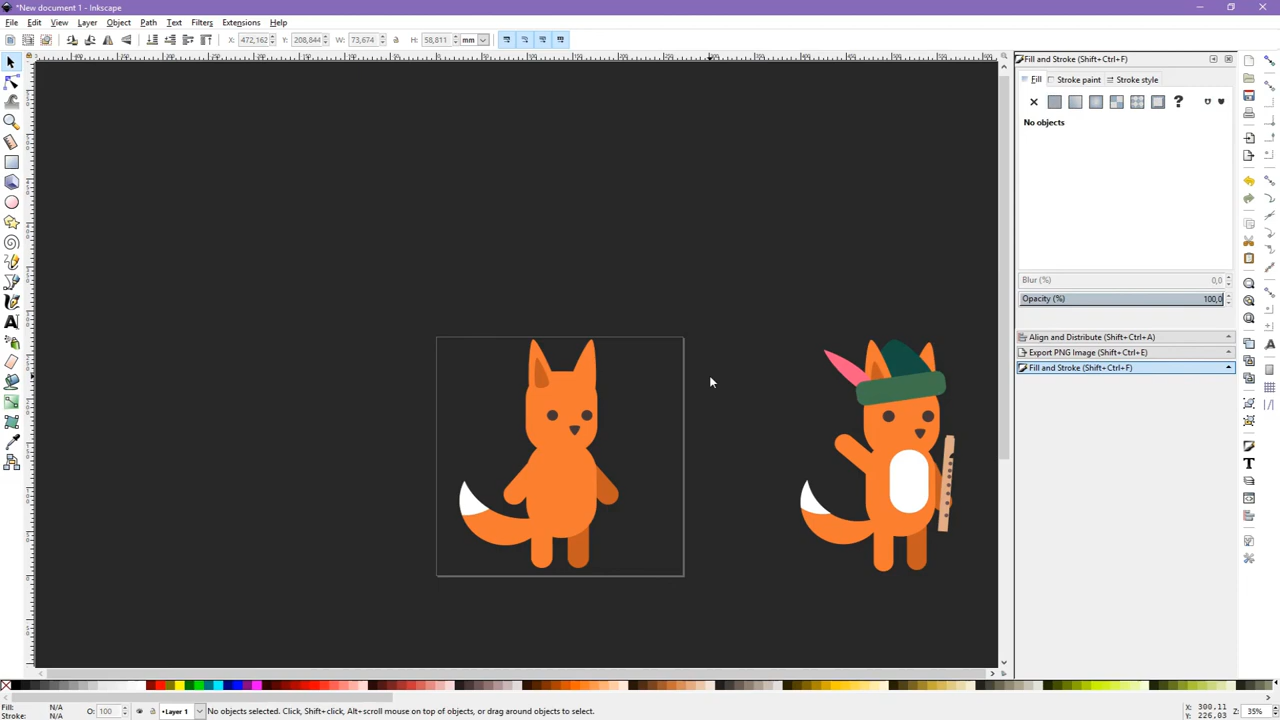 *New document 1 - Inkscape
File Edit View Layer Object Path Text Filters Extensions Help
X: 472,162 Y: 208,844 W: 73,674 H: 58,811 mm
Fill and Stroke (Shift+Ctrl+F)
Fill Stroke paint Stroke style
No objects
Blur (%) 0,0
Opacity (%) 100,0
Align and Distribute (Shift+Ctrl+A)
Export PNG Image (Shift+Ctrl+E)
Fill and Stroke (Shift+Ctrl+F)
Fill: N/A
Stroke: N/A
O: 100
•Layer 1
No objects selected. Click, Shift+click, Alt+scroll mouse on top of objects, or drag around objects to select.
X: 300,11
Y: 226,03
Z: 35%